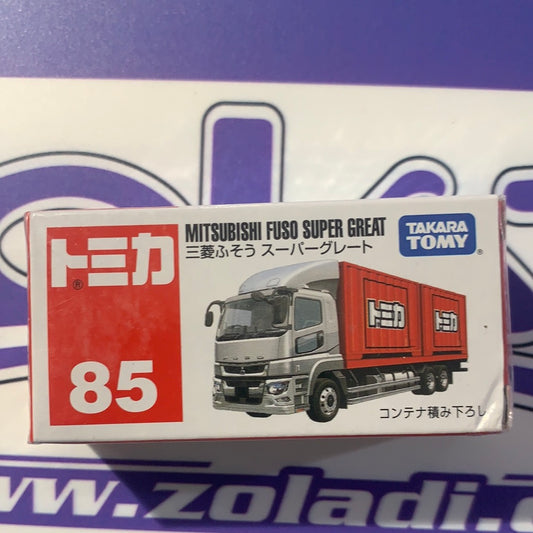 トミカ
®
85
MITSUBISHI FUSO SUPER GREAT
三菱ふそう スーパーグレート
TAKARA
TOMY®
FUSO
トミカ
トミカ
コンテナ積み下ろし
www.zoladi.c